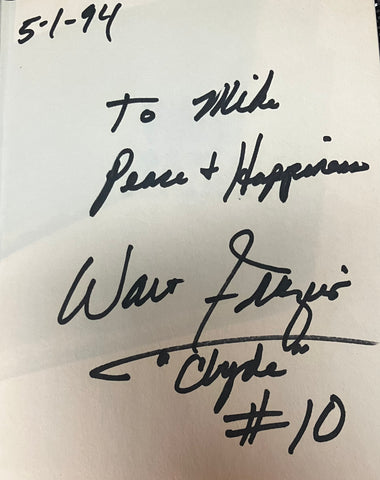 5-1-94
To Mike
Peace + Happiness
Walt Frazier
"Clyde"
#10